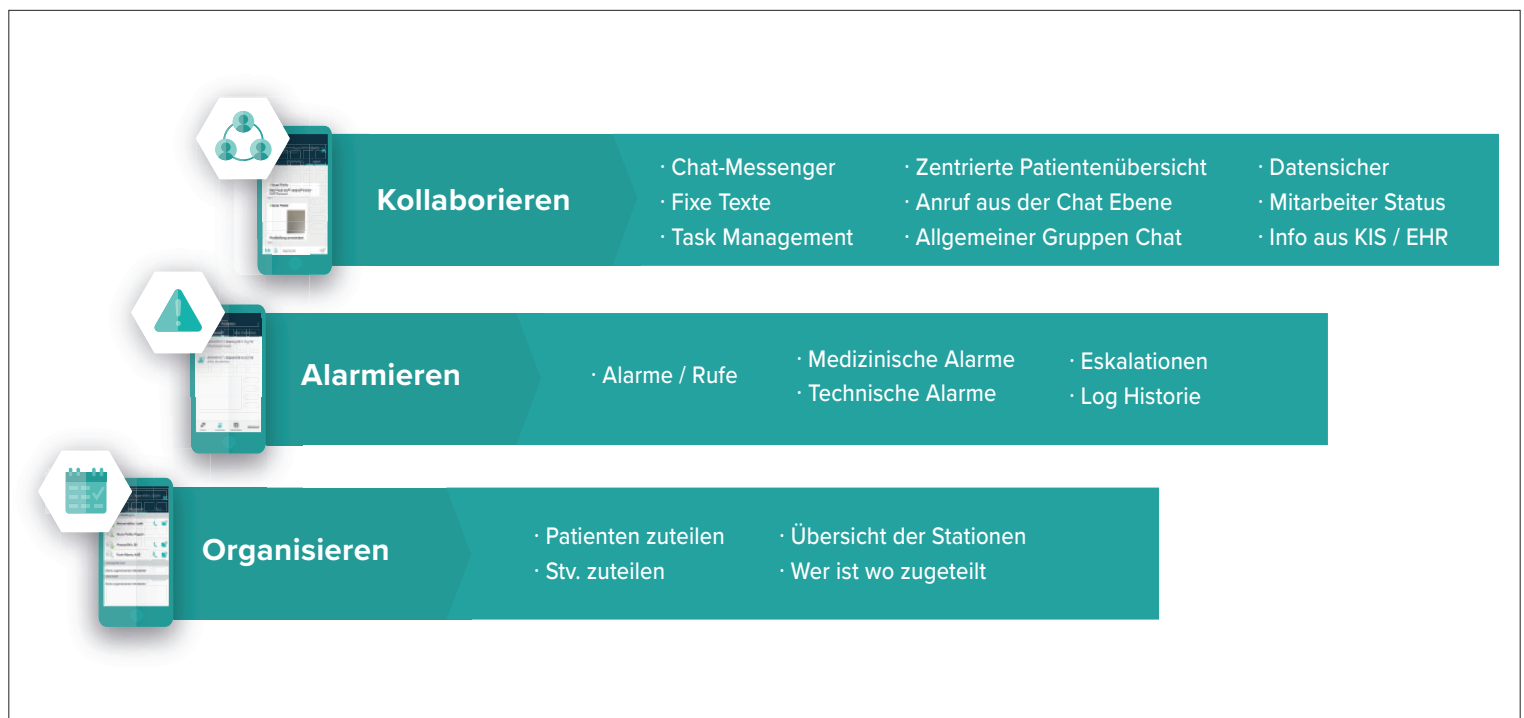 Kollaborieren
· Chat-Messenger
· Fixe Texte
· Task Management
· Zentrierte Patientenübersicht
· Anruf aus der Chat Ebene
· Allgemeiner Gruppen Chat
· Datensicher
· Mitarbeiter Status
· Info aus KIS / EHR
Alarmieren
· Alarme / Rufe
· Medizinische Alarme
· Technische Alarme
· Eskalationen
· Log Historie
Organisieren
· Patienten zuteilen
· Stv. zuteilen
· Übersicht der Stationen
· Wer ist wo zugeteilt